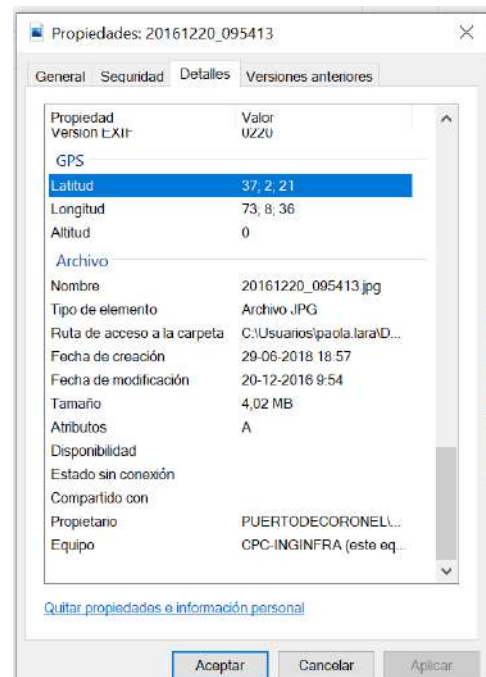 Propiedades: 20161220_095413
General Seguridad Detalles Versiones anteriores
Propiedad Valor
Versión EXIF 0220
GPS
Latitud 37; 2; 21
Longitud 73; 8; 36
Altitud 0
Archivo
Nombre 20161220_095413.jpg
Tipo de elemento Archivo JPG
Ruta de acceso a la carpeta C:\Usuarios\paola.lara\D...
Fecha de creación 29-06-2018 18:57
Fecha de modificación 20-12-2016 9:54
Tamaño 4,02 MB
Atributos A
Disponibilidad
Estado sin conexión
Compartido con
Propietario PUERTODECORONEL\...
Equipo CPC-INGINFRA (este eq...
Quitar propiedades e información personal
Aceptar Cancelar Aplicar